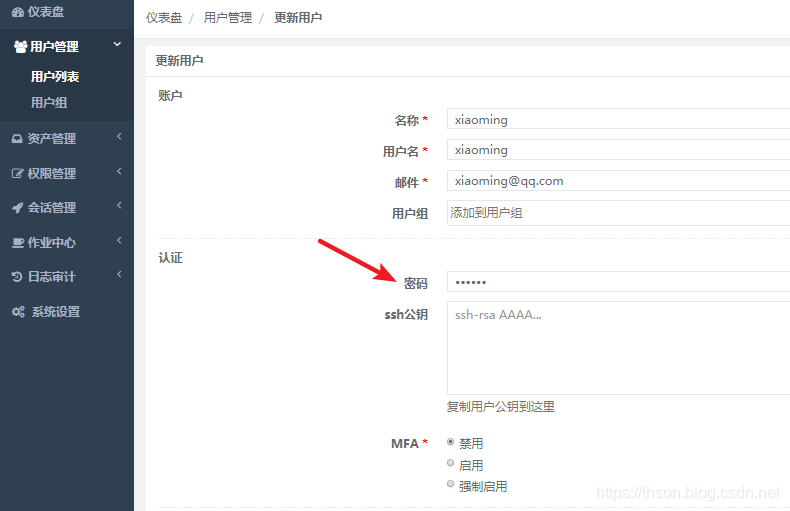 仪表盘
用户管理
用户列表
用户组
资产管理
权限管理
会话管理
作业中心
日志审计
系统设置
仪表盘 / 用户管理 / 更新用户
更新用户
账户
名称 * xiaoming
用户名 * xiaoming
邮件 * xiaoming@qq.com
用户组 添加到用户组
认证
密码 ••••••
ssh公钥 ssh-rsa AAAA...
复制用户公钥到这里
MFA * 禁用
启用
强制启用
https://thson.blog.csdn.net